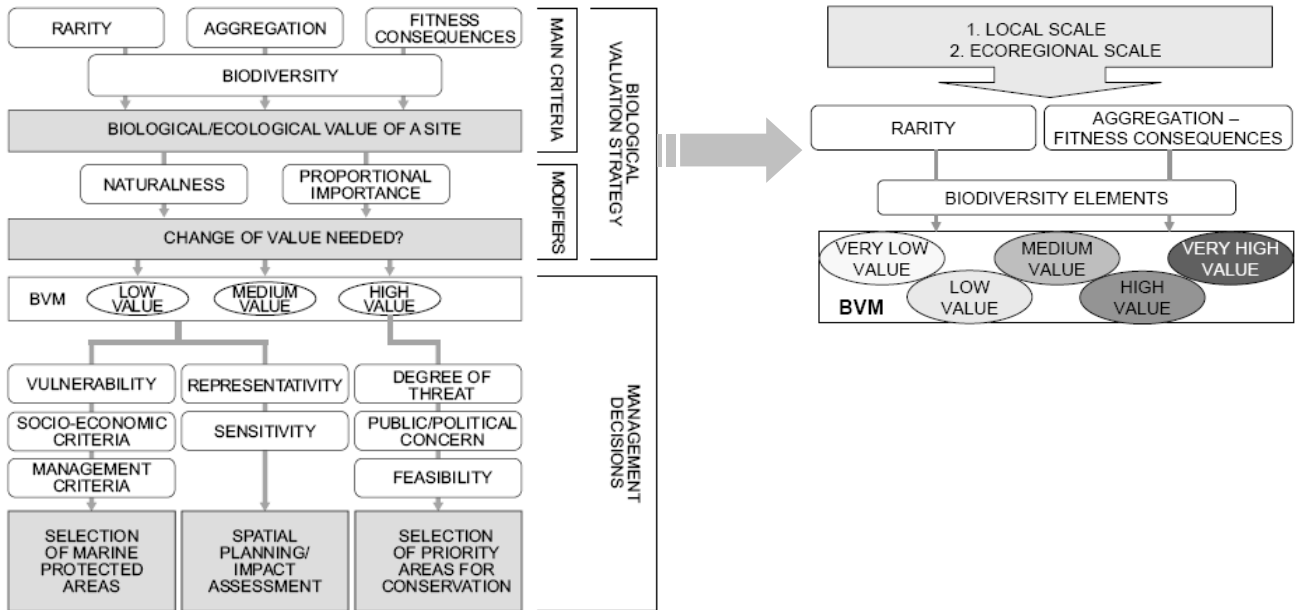 RARITY
AGGREGATION
FITNESS
CONSEQUENCES
BIODIVERSITY
BIOLOGICAL/ECOLOGICAL VALUE OF A SITE
NATURALNESS
PROPORTIONAL
IMPORTANCE
CHANGE OF VALUE NEEDED?
BVM
LOW
VALUE
MEDIUM
VALUE
HIGH
VALUE
VULNERABILITY
REPRESENTATIVITY
DEGREE OF
THREAT
SOCIO-ECONOMIC
CRITERIA
SENSITIVITY
PUBLIC/POLITICAL
CONCERN
MANAGEMENT
CRITERIA
FEASIBILITY
SELECTION
OF MARINE
PROTECTED
AREAS
SPATIAL
PLANNING/
IMPACT
ASSESSMENT
SELECTION
OF PRIORITY
AREAS FOR
CONSERVATION
MAIN CRITERIA
MODIFIERS
BIOLOGICAL
VALUATION STRATEGY
MANAGEMENT
DECISIONS
1. LOCAL SCALE
2. ECOREGIONAL SCALE
RARITY
AGGREGATION –
FITNESS CONSEQUENCES
BIODIVERSITY ELEMENTS
VERY LOW
VALUE
MEDIUM
VALUE
VERY HIGH
VALUE
LOW
VALUE
HIGH
VALUE
BVM